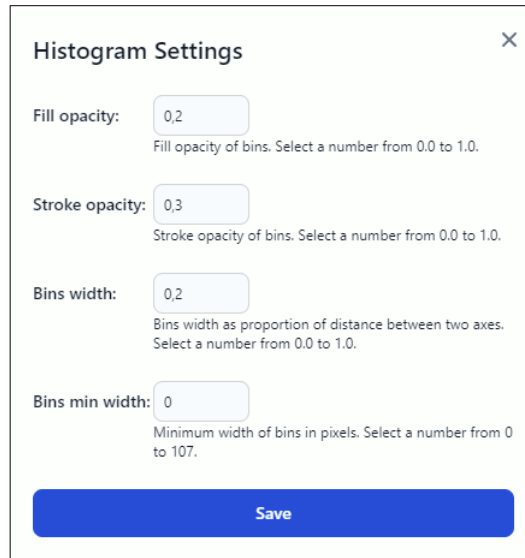 Histogram Settings
Fill opacity: 0,2
Fill opacity of bins. Select a number from 0.0 to 1.0.
Stroke opacity: 0,3
Stroke opacity of bins. Select a number from 0.0 to 1.0.
Bins width: 0,2
Bins width as proportion of distance between two axes.
Select a number from 0.0 to 1.0.
Bins min width: 0
Minimum width of bins in pixels. Select a number from 0
to 107.
Save